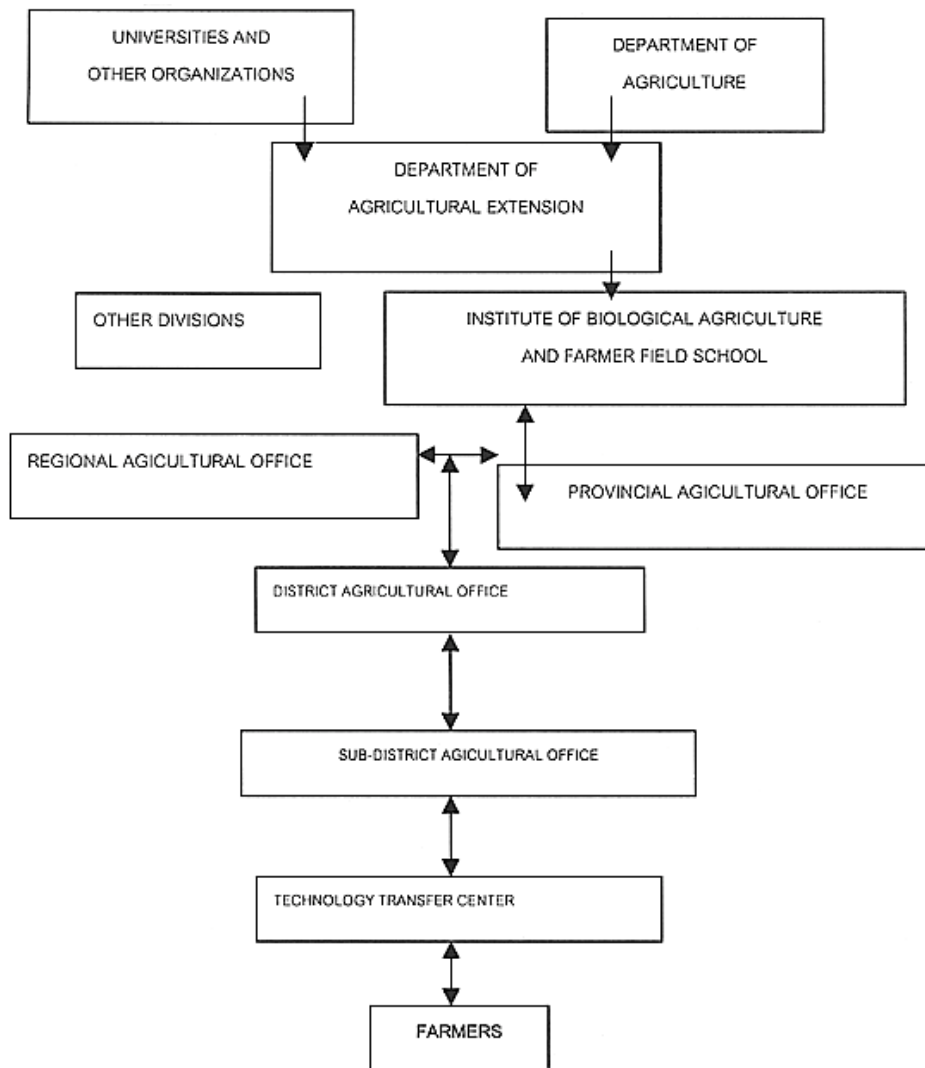 UNIVERSITIES AND
OTHER ORGANIZATIONS
DEPARTMENT OF
AGRICULTURE
DEPARTMENT OF
AGRICULTURAL EXTENSION
OTHER DIVISIONS
INSTITUTE OF BIOLOGICAL AGRICULTURE
AND FARMER FIELD SCHOOL
REGIONAL AGICULTURAL OFFICE
PROVINCIAL AGICULTURAL OFFICE
DISTRICT AGRICULTURAL OFFICE
SUB-DISTRICT AGICULTURAL OFFICE
TECHNOLOGY TRANSFER CENTER
FARMERS